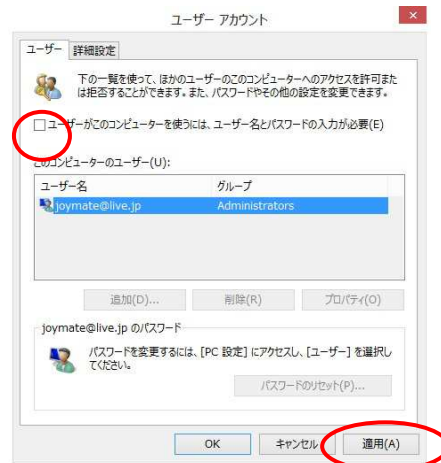 ユーザー アカウント
ユーザー 詳細設定
下の一覧を使って、ほかのユーザーのこのコンピューターへのアクセスを許可また
は拒否することができます。また、パスワードやその他の設定を変更できます。
ユーザーがこのコンピューターを使うには、ユーザー名とパスワードの入力が必要(E)
このコンピューターのユーザー(U):
ユーザー名 グループ
joymate@live.jp Administrators
追加(D)... 削除(R) プロパティ(O)
joymate@live.jp のパスワード
パスワードを変更するには、[PC 設定] にアクセスし、[ユーザー] を選択し
てください。
パスワードのリセット(P)...
OK キャンセル 適用(A)